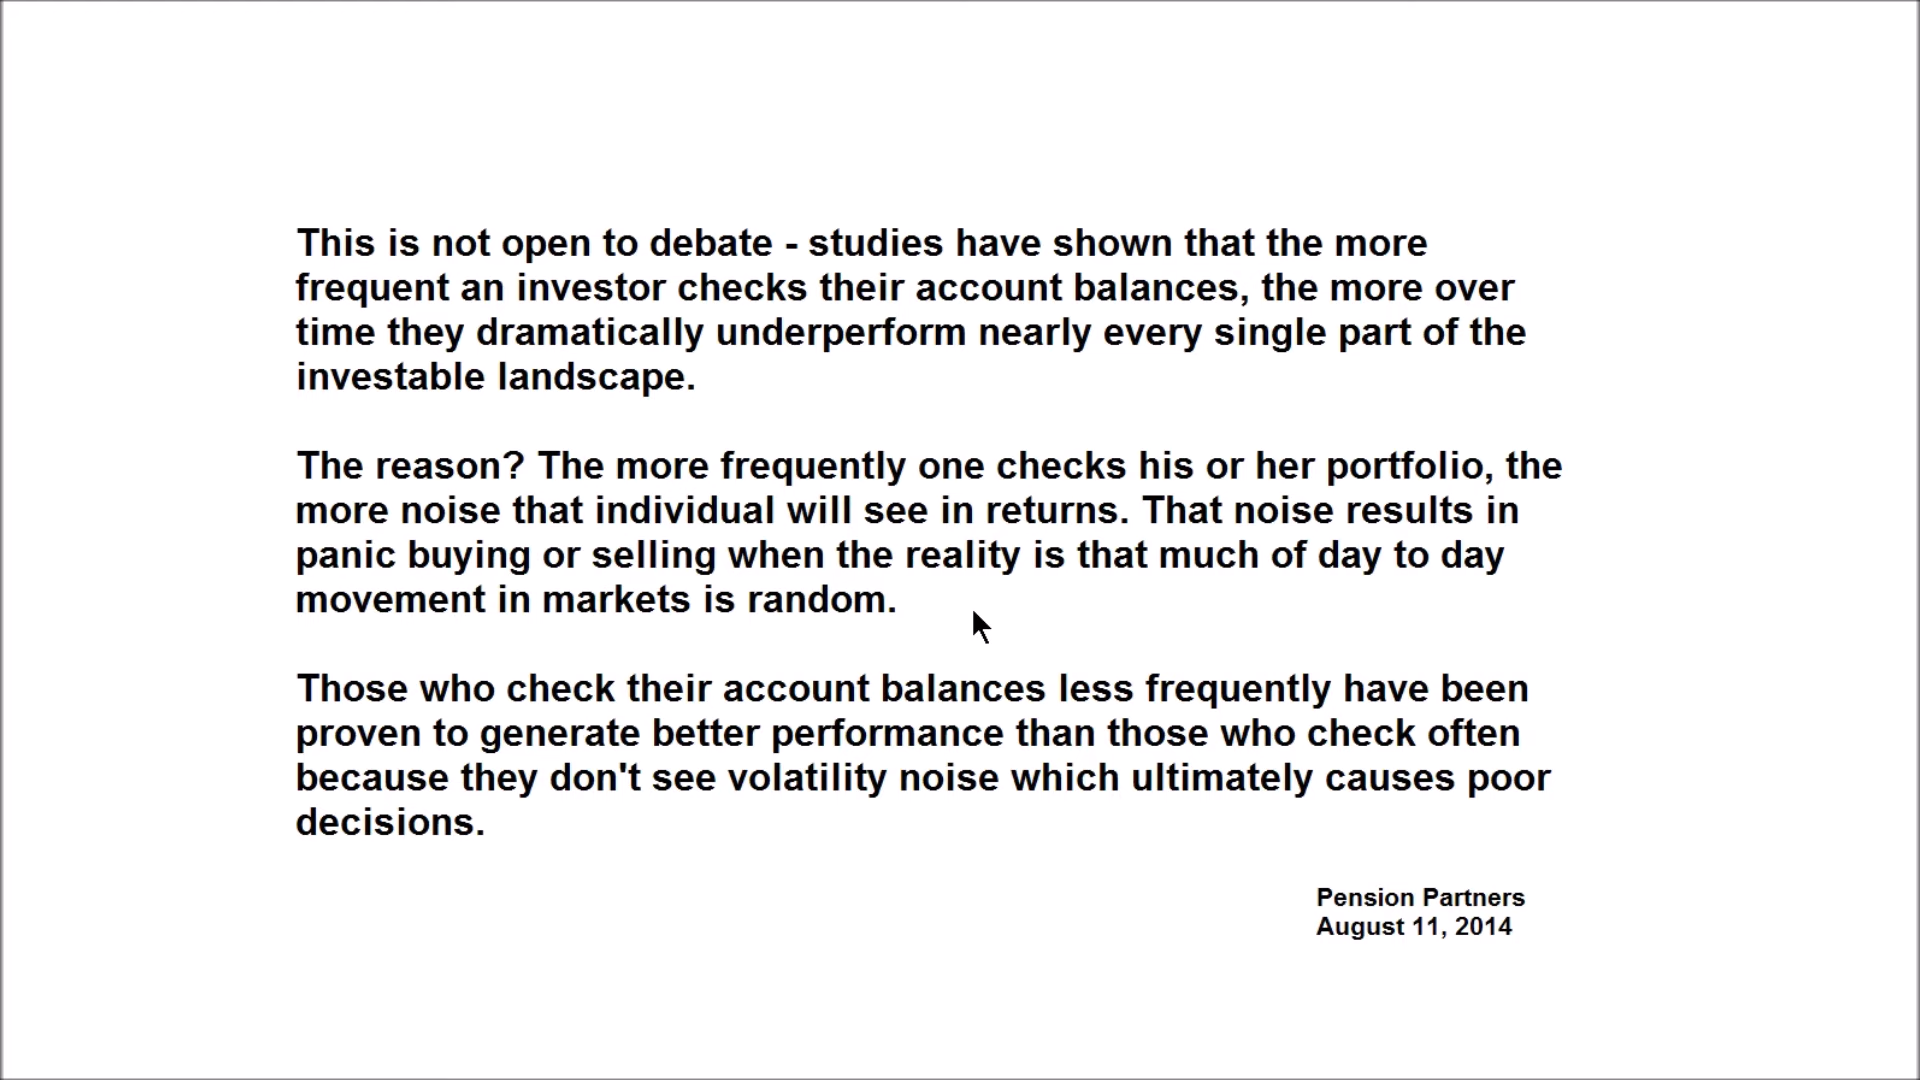 This is not open to debate - studies have shown that the more
frequent an investor checks their account balances, the more over
time they dramatically underperform nearly every single part of the
investable landscape.
The reason? The more frequently one checks his or her portfolio, the
more noise that individual will see in returns. That noise results in
panic buying or selling when the reality is that much of day to day
movement in markets is random.
Those who check their account balances less frequently have been
proven to generate better performance than those who check often
because they don't see volatility noise which ultimately causes poor
decisions.
Pension Partners
August 11, 2014